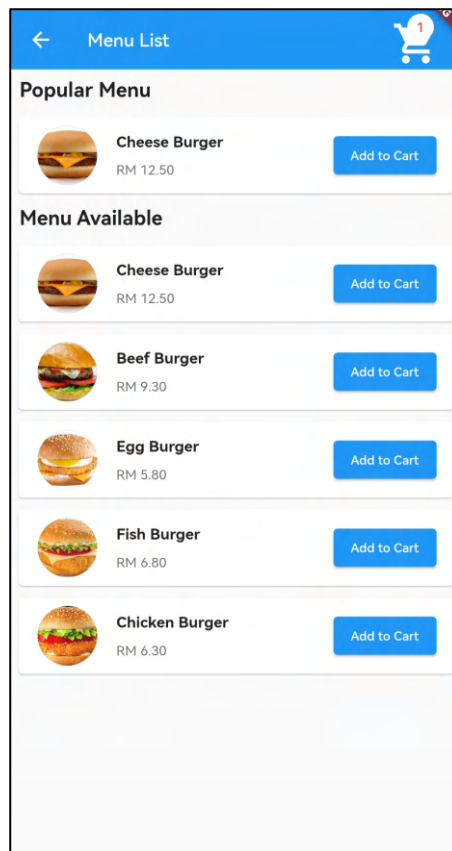 Menu List
1
Popular Menu
Cheese Burger
RM 12.50
Add to Cart
Menu Available
Cheese Burger
RM 12.50
Add to Cart
Beef Burger
RM 9.30
Add to Cart
Egg Burger
RM 5.80
Add to Cart
Fish Burger
RM 6.80
Add to Cart
Chicken Burger
RM 6.30
Add to Cart